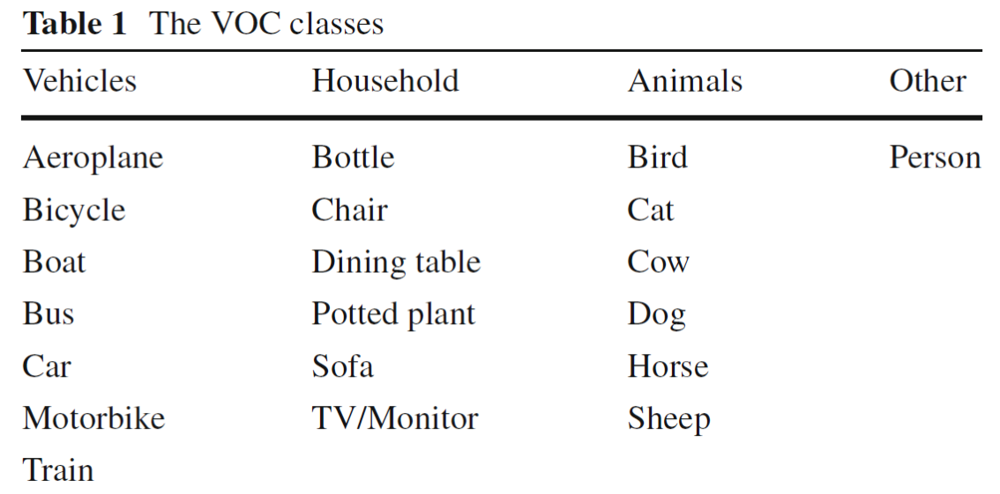 Table 1 The VOC classes
Vehicles Household Animals Other
Aeroplane Bottle Bird Person
Bicycle Chair Cat
Boat Dining table Cow
Bus Potted plant Dog
Car Sofa Horse
Motorbike TV/Monitor Sheep
Train